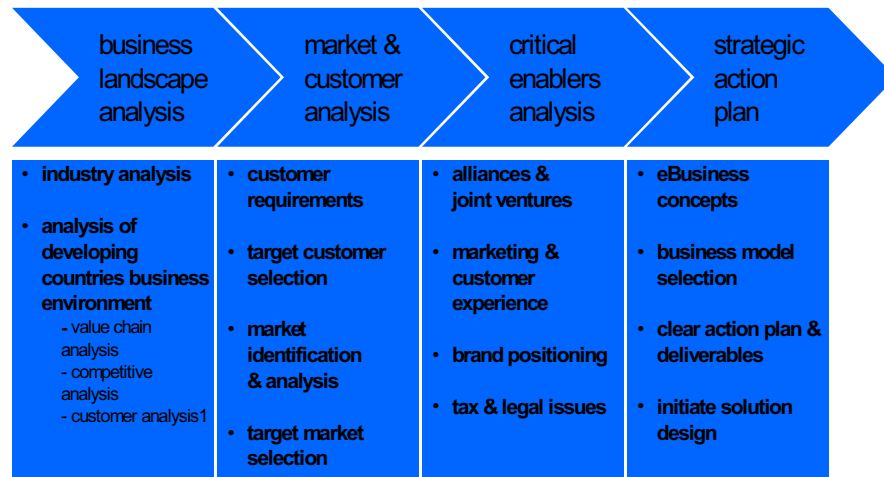 business
landscape
analysis
market &
customer
analysis
critical
enablers
analysis
strategic
action
plan
• industry analysis
• analysis of
developing
countries business
environment
- value chain
analysis
- competitive
analysis
- customer analysis1
• customer
requirements
• target customer
selection
• market
identification
& analysis
• target market
selection
• alliances &
joint ventures
• marketing &
customer
experience
• brand positioning
• tax & legal issues
• eBusiness
concepts
• business model
selection
• clear action plan &
deliverables
• initiate solution
design